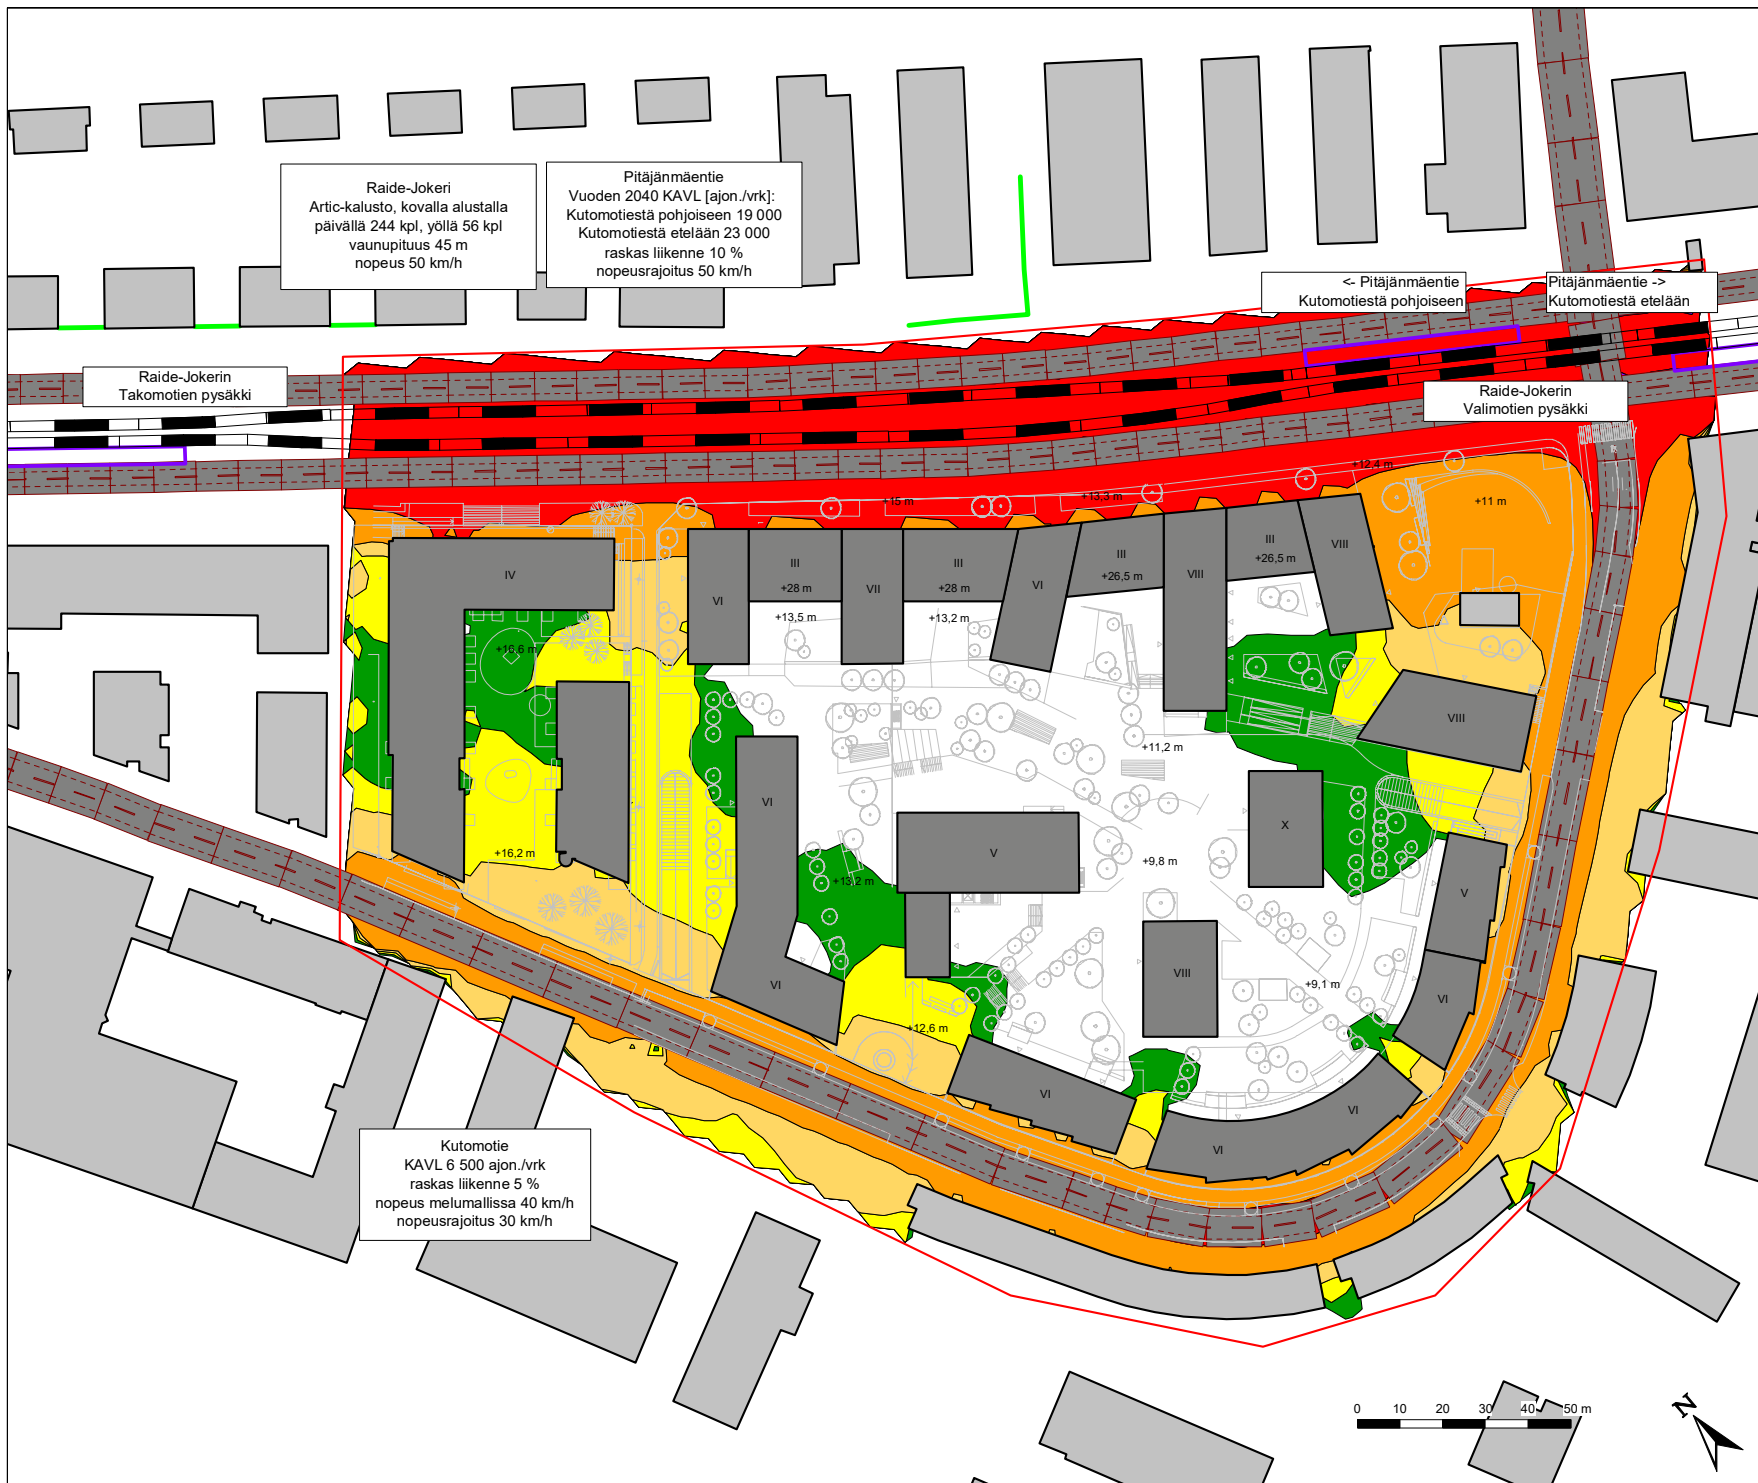 Raide-Jokeri
Artic-kalusto, kovalla alustalla
päivällä 244 kpl, yöllä 56 kpl
vaunupituus 45 m
nopeus 50 km/h
Pitäjänmäentie
Vuoden 2040 KAVL [ajon./vrk]:
Kutomotiestä pohjoiseen 19 000
Kutomotiestä etelään 23 000
raskas liikenne 10 %
nopeusrajoitus 50 km/h
<- Pitäjänmäentie
Kutomotiestä pohjoiseen
Pitäjänmäentie ->
Kutomotiestä etelään
Raide-Jokerin
Takomotien pysäkki
Raide-Jokerin
Valimotien pysäkki
+12,4 m
+15 m
+13,3 m
+11 m
IV
VI
III
+28 m
VII
III
+28 m
VI
III
+26,5 m
VIII
III
+26,5 m
VIII
+13,5 m
+13,2 m
+16,6 m
VIII
+11,2 m
VI
X
V
+9,8 m
+16,2 m
+13,2 m
V
VI
VIII
+9,1 m
VI
+12,6 m
VI
VI
VI
Kutomotie
KAVL 6 500 ajon./vrk
raskas liikenne 5 %
nopeus melumallissa 40 km/h
nopeusrajoitus 30 km/h
0 10 20 30 40 50 m
N